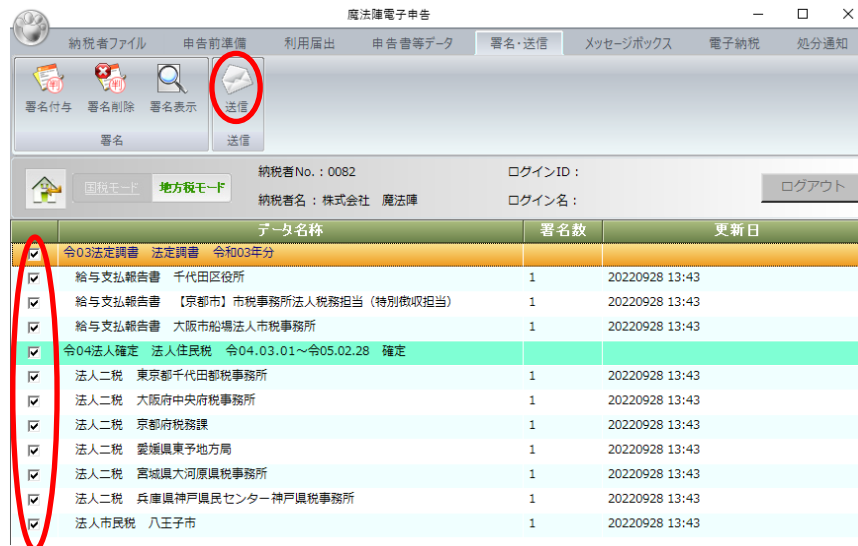 魔法陣電子申告
納税者ファイル 申告前準備 利用届出 申告書等データ 署名・送信 メッセージボックス 電子納税 処分通知
署名付与 署名削除 署名表示 送信
署名 送信
国税モード 地方税モード
納税者No.：0082 ログインID：
納税者名：株式会社 魔法陣 ログイン名：
ログアウト
データ名称 署名数 更新日
令03法定調書 法定調書 令和03年分
給与支払報告書 千代田区役所 1 20220928 13:43
給与支払報告書 【京都市】市税事務所法人税務担当（特別徴収担当） 1 20220928 13:43
給与支払報告書 大阪市船場法人市税事務所 1 20220928 13:43
令04法人確定 法人住民税 令04.03.01～令05.02.28 確定
法人二税 東京都千代田都税事務所 1 20220928 13:43
法人二税 大阪府中央府税事務所 1 20220928 13:43
法人二税 京都府税務課 1 20220928 13:43
法人二税 愛媛県東予地方局 1 20220928 13:43
法人二税 宮城県大河原県税事務所 1 20220928 13:43
法人二税 兵庫県神戸県民センター神戸県税事務所 1 20220928 13:43
法人市民税 八王子市 1 20220928 13:43